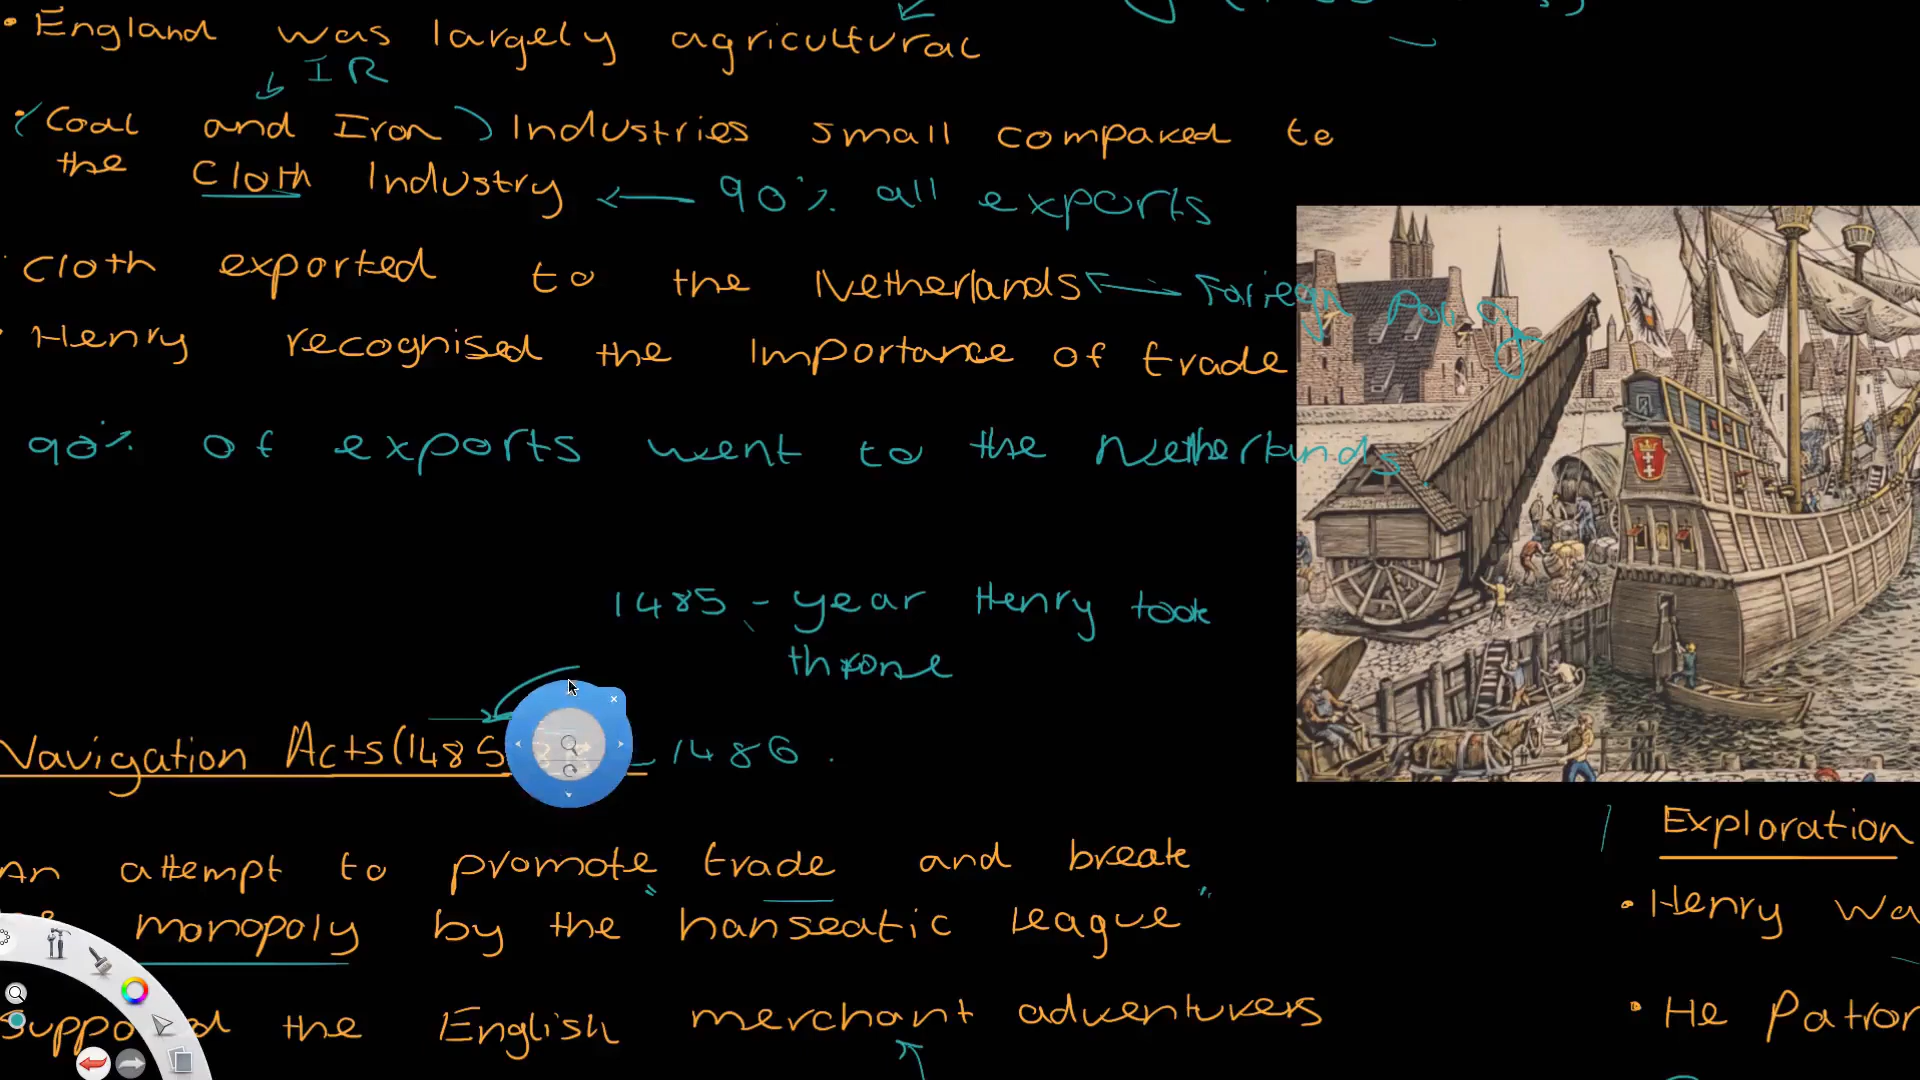 • England was largely agricultural
IR
• (Coal and Iron) Industries small compared to
the Cloth Industry ← 90% all exports
• Cloth exported to the Netherlands ← Foriegn Policy
• Henry recognised the Importance of trade
90% of exports went to the Netherlands.
1485 - year Henry took
throne
Navigation Acts (1485
1486.
An attempt to promote trade and break
monopoly by the "hanseatic League"
the English merchant adventurers
Exploration
• Henry
• He